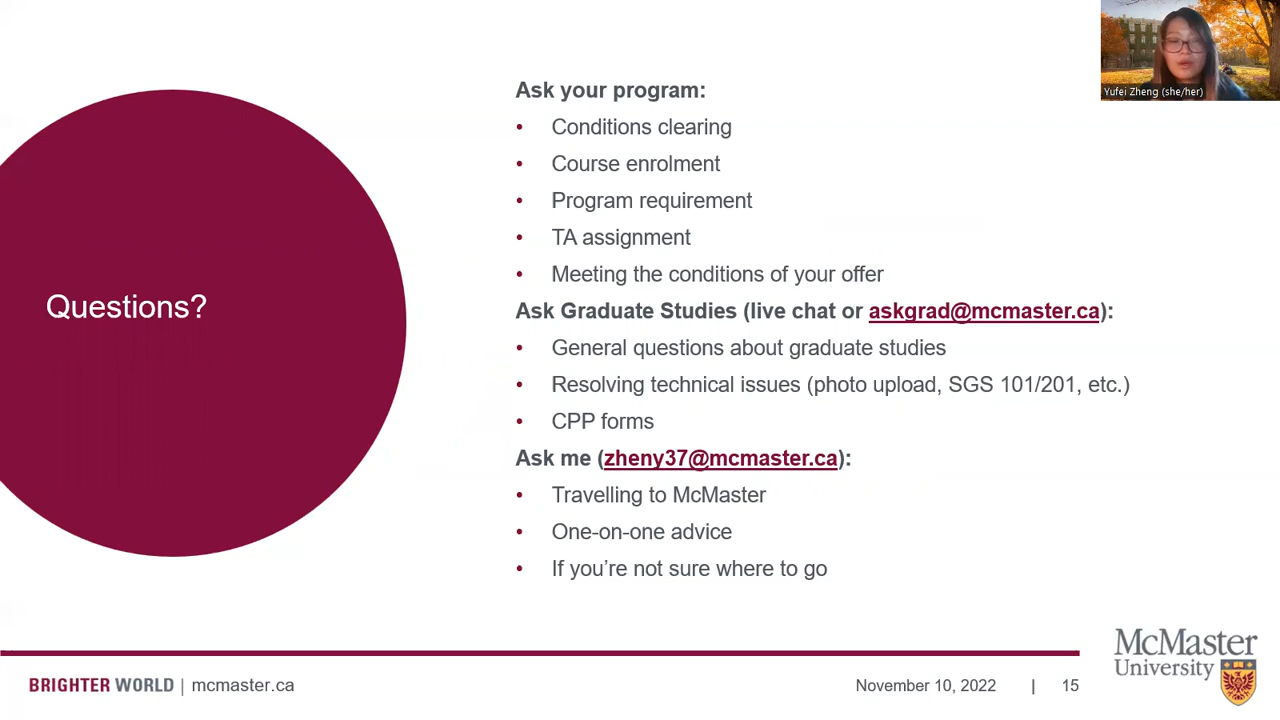 Yufei Zheng (she/her)
Questions?
Ask your program:
• Conditions clearing
• Course enrolment
• Program requirement
• TA assignment
• Meeting the conditions of your offer
Ask Graduate Studies (live chat or askgrad@mcmaster.ca):
• General questions about graduate studies
• Resolving technical issues (photo upload, SGS 101/201, etc.)
• CPP forms
Ask me (zheny37@mcmaster.ca):
• Travelling to McMaster
• One-on-one advice
• If you’re not sure where to go
BRIGHTER WORLD | mcmaster.ca
November 10, 2022 | 15
McMaster
University